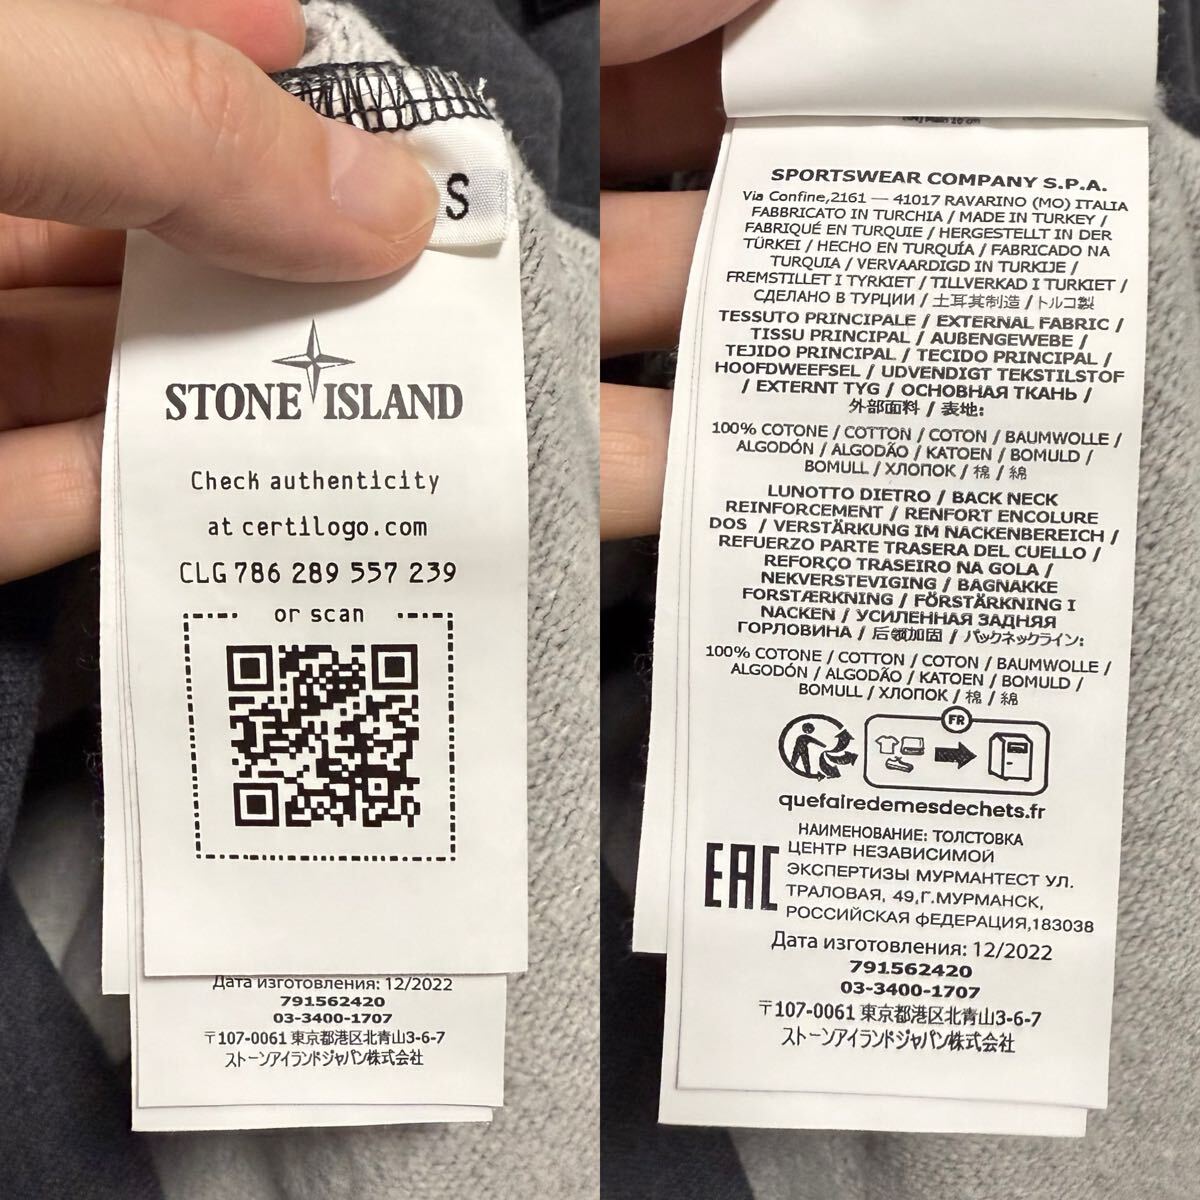 S
STONE ISLAND
Check authenticity
at certilogo.com
CLG 786 289 557 239
or scan
Дата изготовления: 12/2022
791562420
03-3400-1707
〒107-0061 東京都港区北青山3-6-7
ストーンアイランドジャパン株式会社
SPORTSWEAR COMPANY S.P.A.
Via Confine,2161 — 41017 RAVARINO (MO) ITALIA
FABBRICATO IN TURCHIA / MADE IN TURKEY /
FABRIQUÉ EN TURQUIE / HERGESTELLT IN DER
TÜRKEI / HECHO EN TURQUÍA / FABRICADO NA
TURQUIA / VERVAARDIGD IN TURKIJE /
FREMSTILLET I TYRKIET / TILLVERKAD I TURKIET /
СДЕЛАНО В ТУРЦИИ / 土耳其制造 / トルコ製
TESSUTO PRINCIPALE / EXTERNAL FABRIC /
TISSU PRINCIPAL / AUßENGEWEBE /
TEJIDO PRINCIPAL / TECIDO PRINCIPAL /
HOOFDWEEFSEL / UDVENDIGT TEKSTILSTOF
/ EXTERNT TYG / ОСНОВНАЯ ТКАНЬ /
外部面料 / 表地:
100% COTONE / COTTON / COTON / BAUMWOLLE /
ALGODÓN / ALGODÃO / KATOEN / BOMULD /
BOMULL / ХЛОПОК / 棉 / 綿
LUNOTTO DIETRO / BACK NECK
REINFORCEMENT / RENFORT ENCOLURE
DOS / VERSTÄRKUNG IM NACKENBEREICH /
REFUERZO PARTE TRASERA DEL CUELLO /
REFORÇO TRASEIRO NA GOLA /
NEKVERSTEVIGING / BAGNAKKE
FORSTÆRKNING / FÖRSTÄRKNING I
NACKEN / УСИЛЕННАЯ ЗАДНЯЯ
ГОРЛОВИНА / 后领加固 / バックネックライン:
100% COTONE / COTTON / COTON / BAUMWOLLE /
ALGODÓN / ALGODÃO / KATOEN / BOMULD /
BOMULL / ХЛОПОК / 棉 / 綿
FR
quefairedemesdechets.fr
EAC
НАИМЕНОВАНИЕ: ТОЛСТОВКА
ЦЕНТР НЕЗАВИСИМОЙ
ЭКСПЕРТИЗЫ МУРМАНТЕСТ УЛ.
ТРАЛОВАЯ, 49,Г.МУРМАНСК,
РОССИЙСКАЯ ФЕДЕРАЦИЯ,183038
Дата изготовления: 12/2022
791562420
03-3400-1707
〒107-0061 東京都港区北青山3-6-7
ストーンアイランドジャパン株式会社